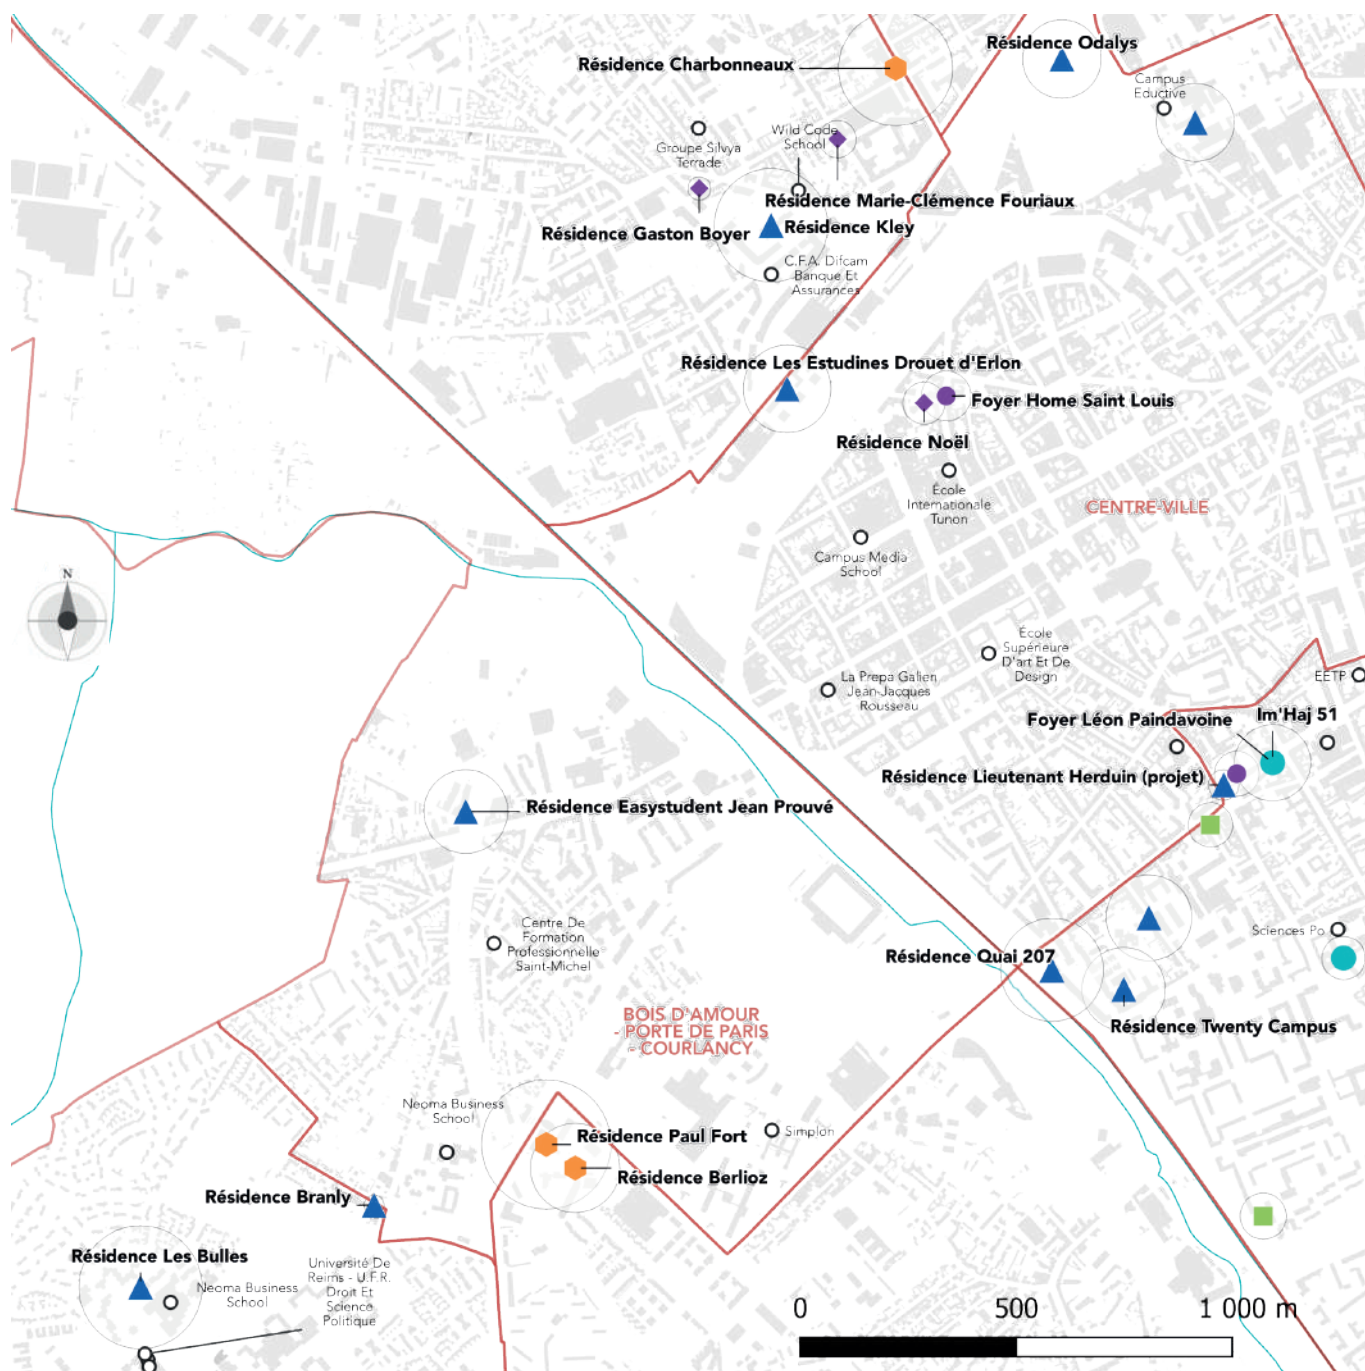 Résidence Odalys
Résidence Charbonneaux
Campus
Eductive
Wild Code
School
Groupe Silvya
Terrade
Résidence Marie-Clémence Fouriaux
Résidence Gaston Boyer
Résidence Kley
C.F.A. Difcam
Banque Et
Assurances
Résidence Les Estudines Drouet d'Erlon
Foyer Home Saint Louis
Résidence Noël
École
Internationale
Tunon
CENTRE-VILLE
Campus Media
School
N
École
Supérieure
D'art Et De
Design
La Prepa Galien
Jean-Jacques
Rousseau
EETP
Foyer Léon Paindavoine
Im'Haj 51
Résidence Lieutenant Herduin (projet)
Résidence Easystudent Jean Prouvé
Centre De
Formation
Professionnelle
Saint-Michel
Sciences Po
Résidence Quai 207
BOIS D'AMOUR
- PORTE DE PARIS
- COURLANCY
Résidence Twenty Campus
Neoma Business
School
Simplon
Résidence Paul Fort
Résidence Berlioz
Résidence Branly
Résidence Les Bulles
Neoma Business
School
Université De
Reims - U.F.R.
Droit Et
Science
Politique
0 500 1 000 m